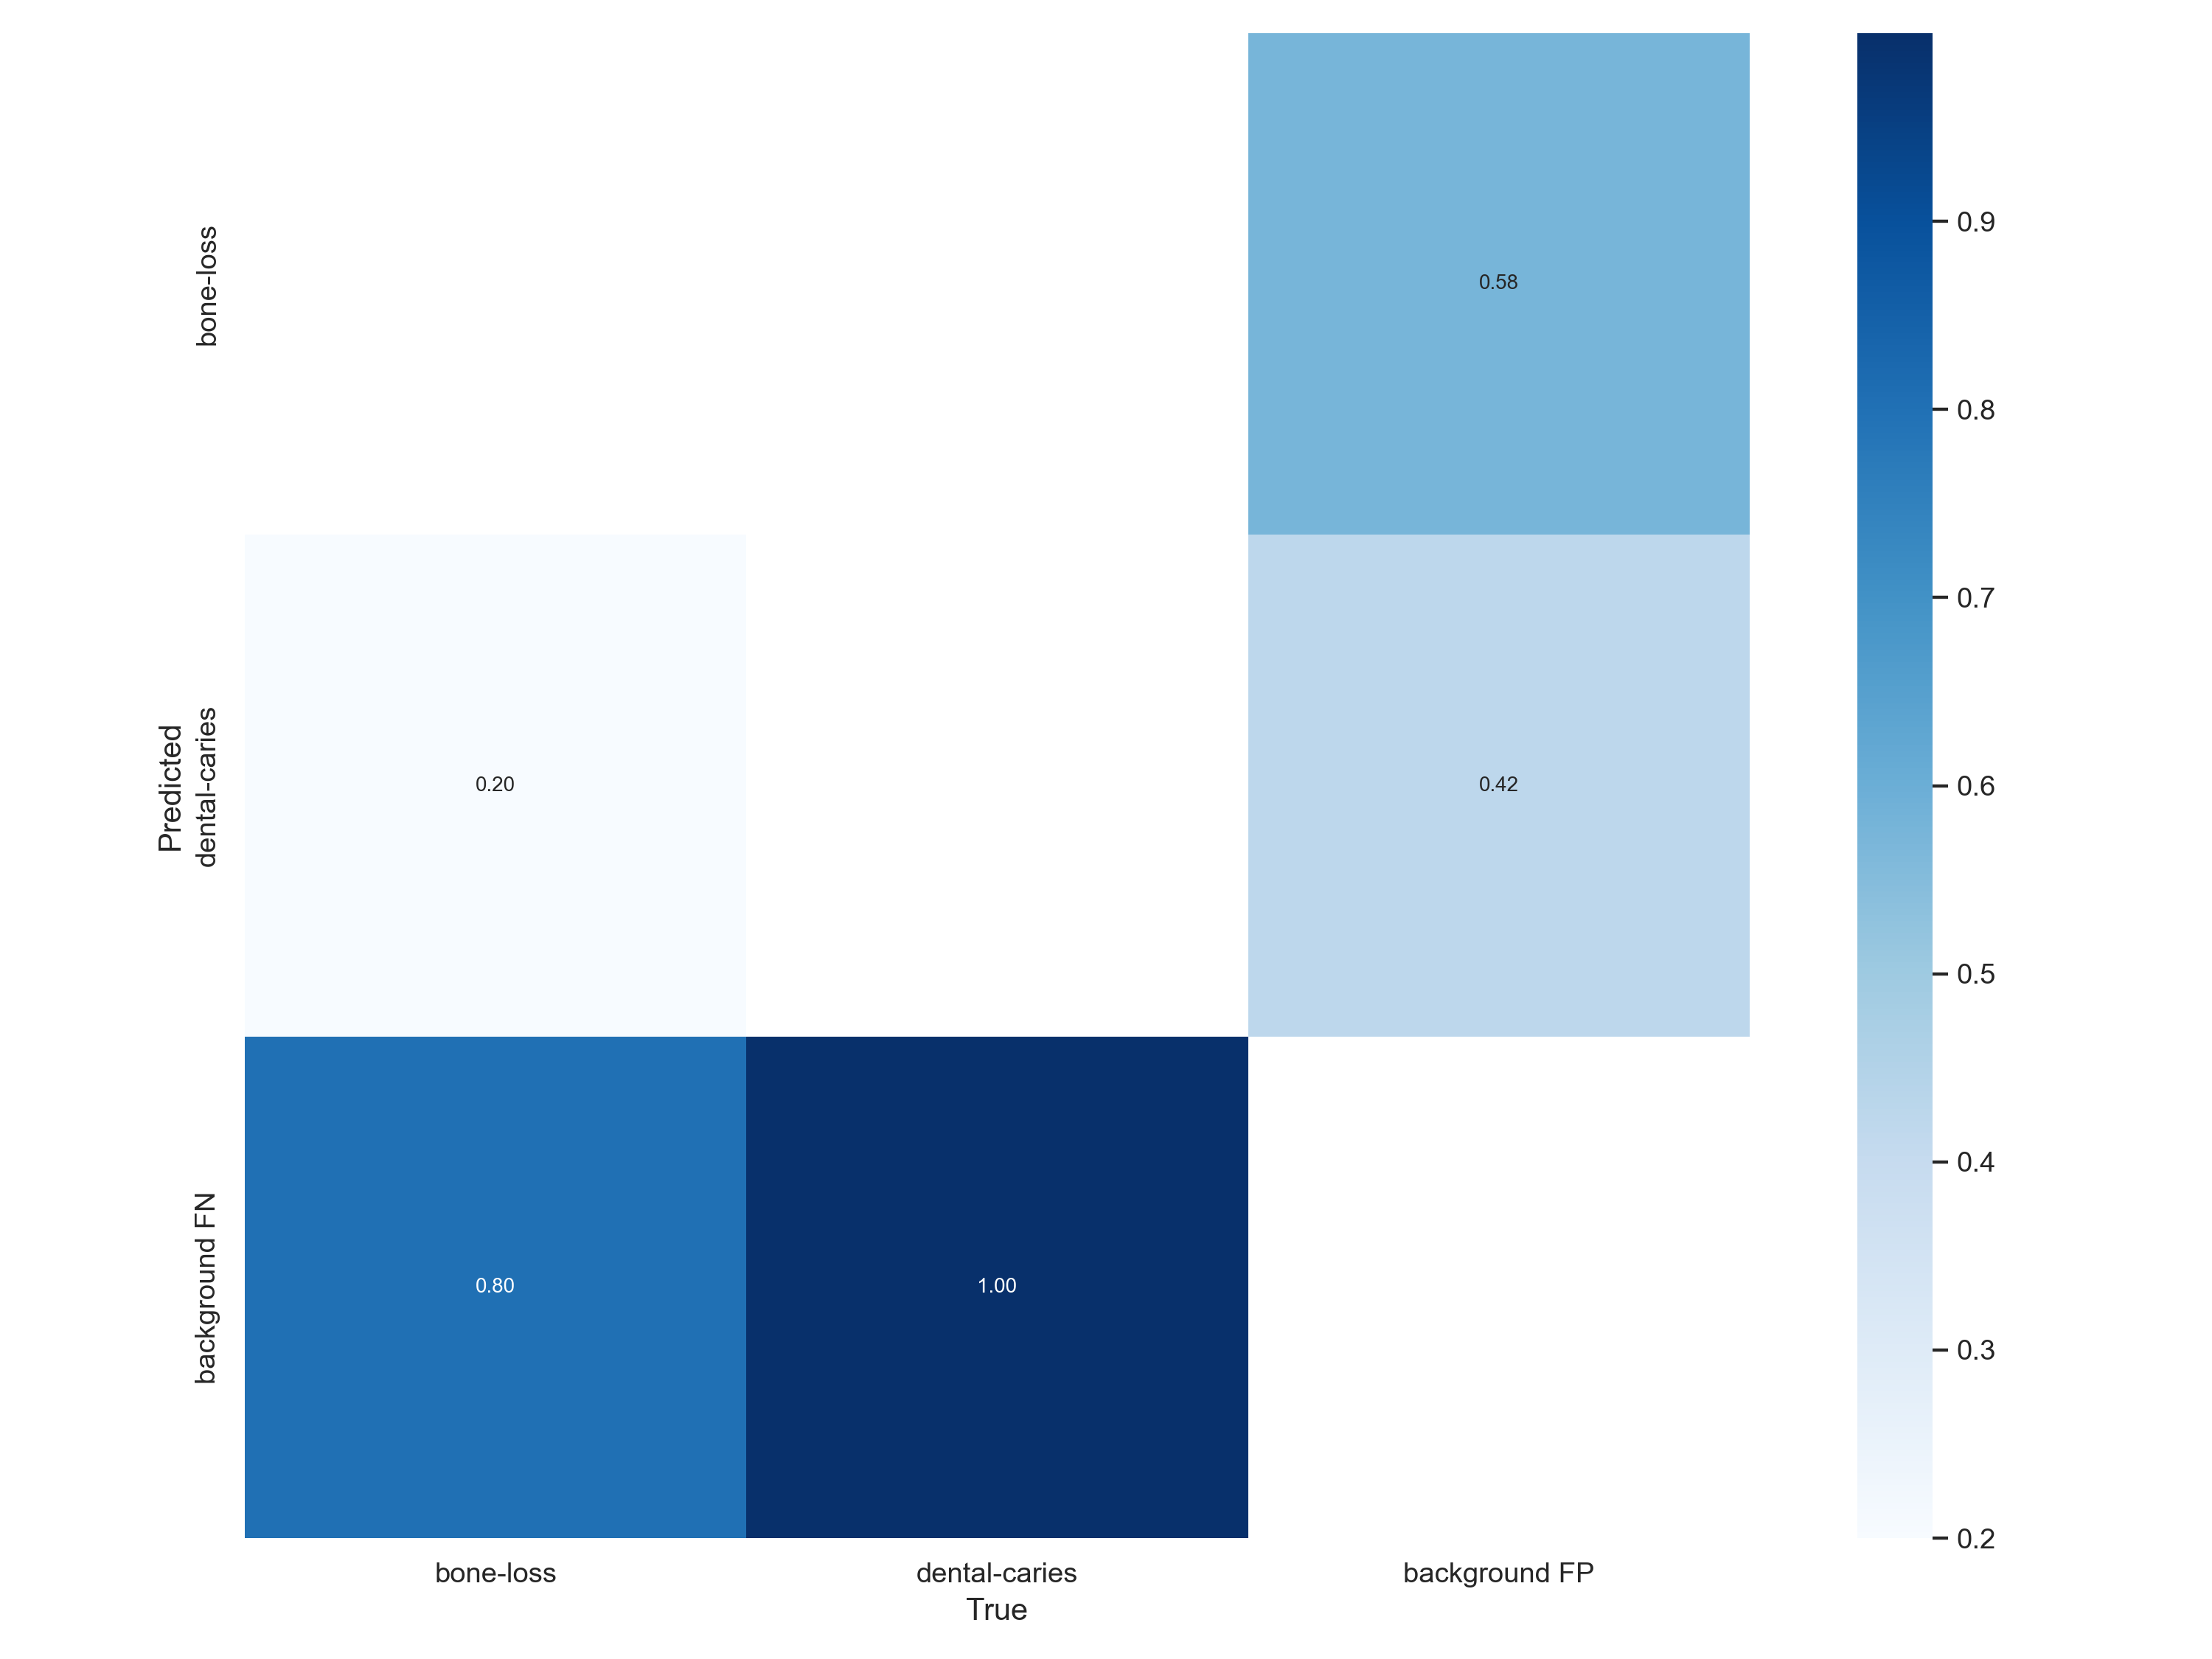 bone-loss
0.58
Predicted
dental-caries
0.20
0.42
background FN
0.80
1.00
bone-loss
dental-caries
background FP
True
0.9
0.8
0.7
0.6
0.5
0.4
0.3
0.2